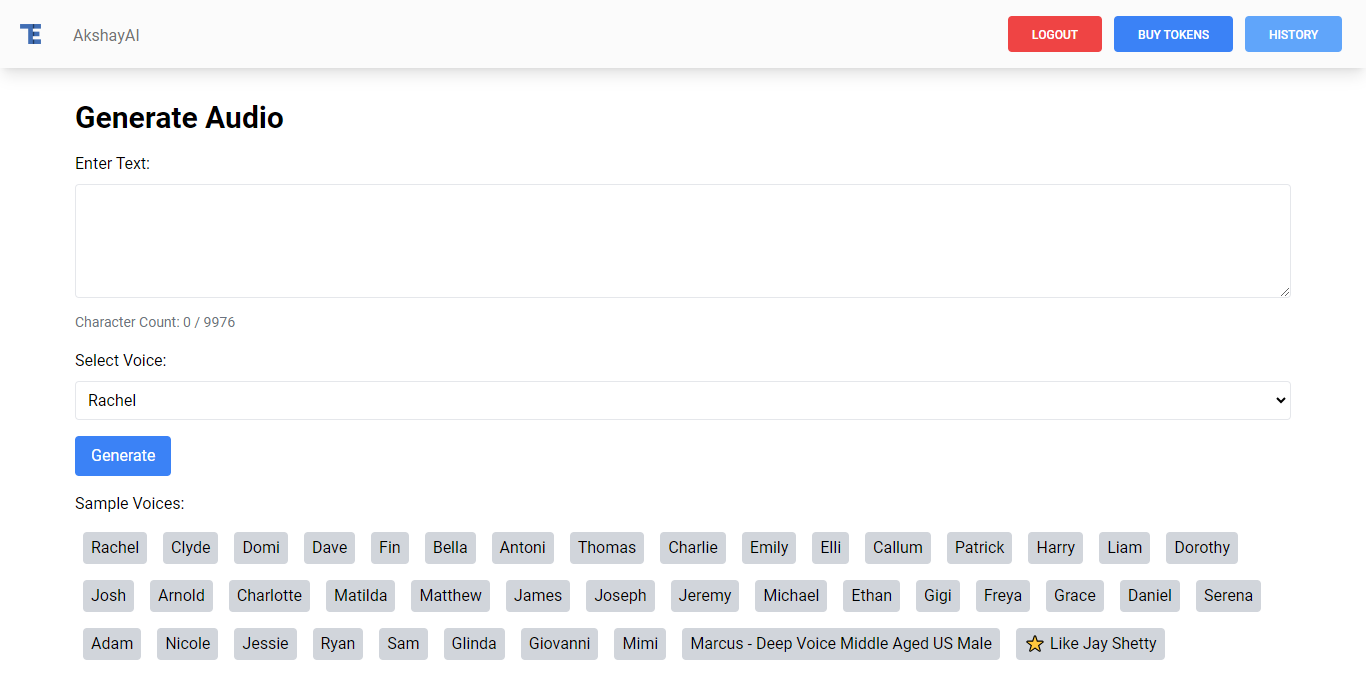 TE AkshayAI LOGOUT BUY TOKENS HISTORY
Generate Audio
Enter Text:
Character Count: 0 / 9976
Select Voice:
Rachel
Generate
Sample Voices:
Rachel Clyde Domi Dave Fin Bella Antoni Thomas Charlie Emily Elli Callum Patrick Harry Liam Dorothy
Josh Arnold Charlotte Matilda Matthew James Joseph Jeremy Michael Ethan Gigi Freya Grace Daniel Serena
Adam Nicole Jessie Ryan Sam Glinda Giovanni Mimi Marcus - Deep Voice Middle Aged US Male ⭐ Like Jay Shetty